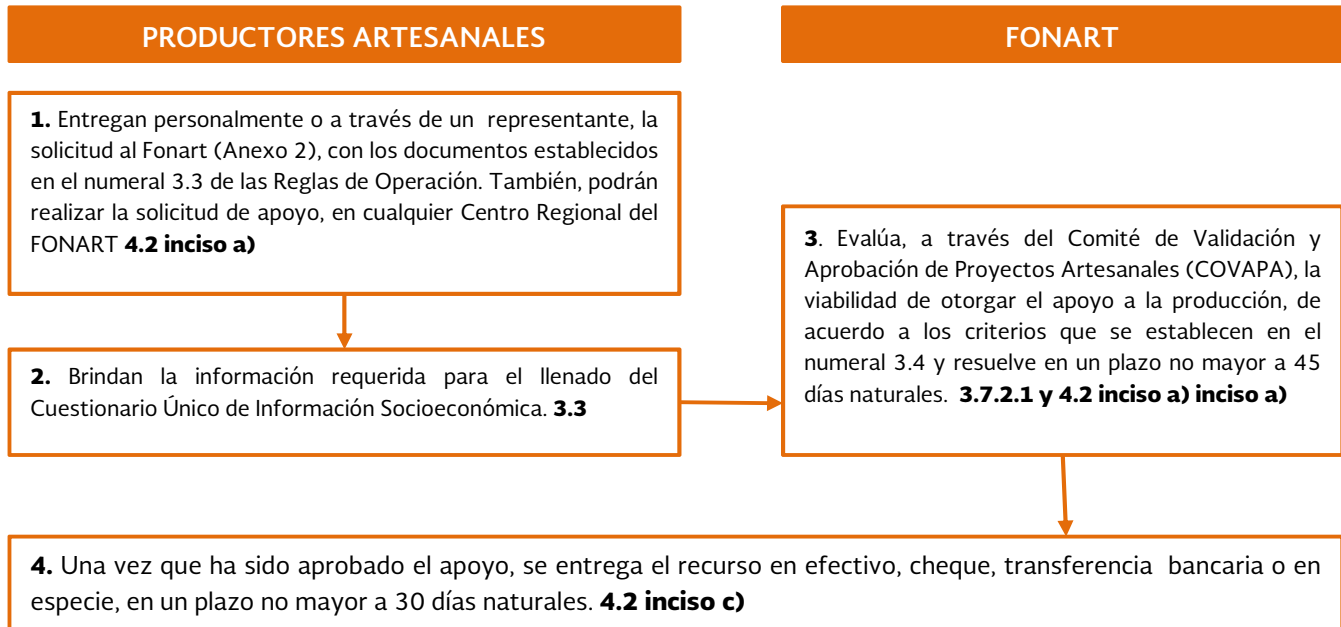 PRODUCTORES ARTESANALES
FONART
1. Entregan personalmente o a través de un representante, la
solicitud al Fonart (Anexo 2), con los documentos establecidos
en el numeral 3.3 de las Reglas de Operación. También, podrán
realizar la solicitud de apoyo, en cualquier Centro Regional del
FONART 4.2 inciso a)
2. Brindan la información requerida para el llenado del
Cuestionario Único de Información Socioeconómica. 3.3
3. Evalúa, a través del Comité de Validación y
Aprobación de Proyectos Artesanales (COVAPA), la
viabilidad de otorgar el apoyo a la producción, de
acuerdo a los criterios que se establecen en el
numeral 3.4 y resuelve en un plazo no mayor a 45
días naturales. 3.7.2.1 y 4.2 inciso a) inciso a)
4. Una vez que ha sido aprobado el apoyo, se entrega el recurso en efectivo, cheque, transferencia bancaria o en
especie, en un plazo no mayor a 30 días naturales. 4.2 inciso c)